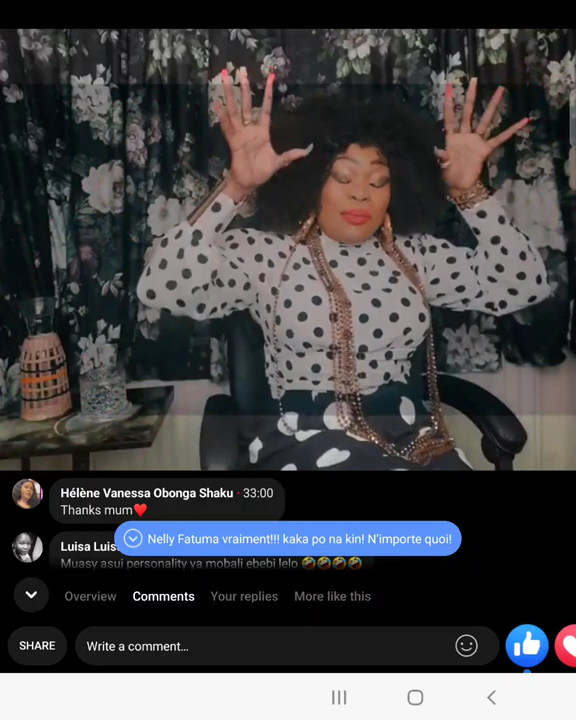 Hélène Vanessa Obonga Shaku · 33:00
Thanks mum❤️
Nelly Fatuma vraiment!!! kaka po na kin! N'importe quoi!
Luisa Luis
Muasy asui personality ya mobali ebebi lelo 🤣🤣🤣🤣
Overview Comments Your replies More like this
SHARE Write a comment...